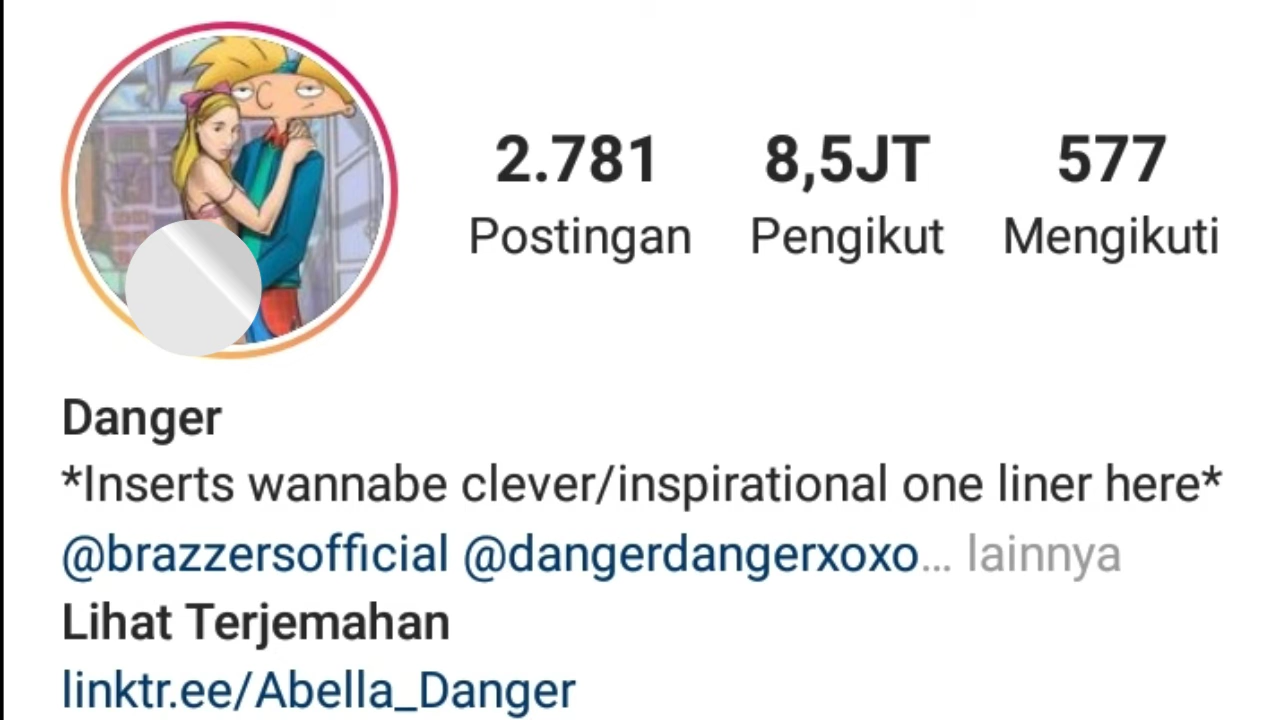 2.781 8,5JT 577
Postingan Pengikut Mengikuti
Danger
*Inserts wannabe clever/inspirational one liner here*
@brazzersofficial @dangerdangerxoxo... lainnya
Lihat Terjemahan
linktr.ee/Abella_Danger